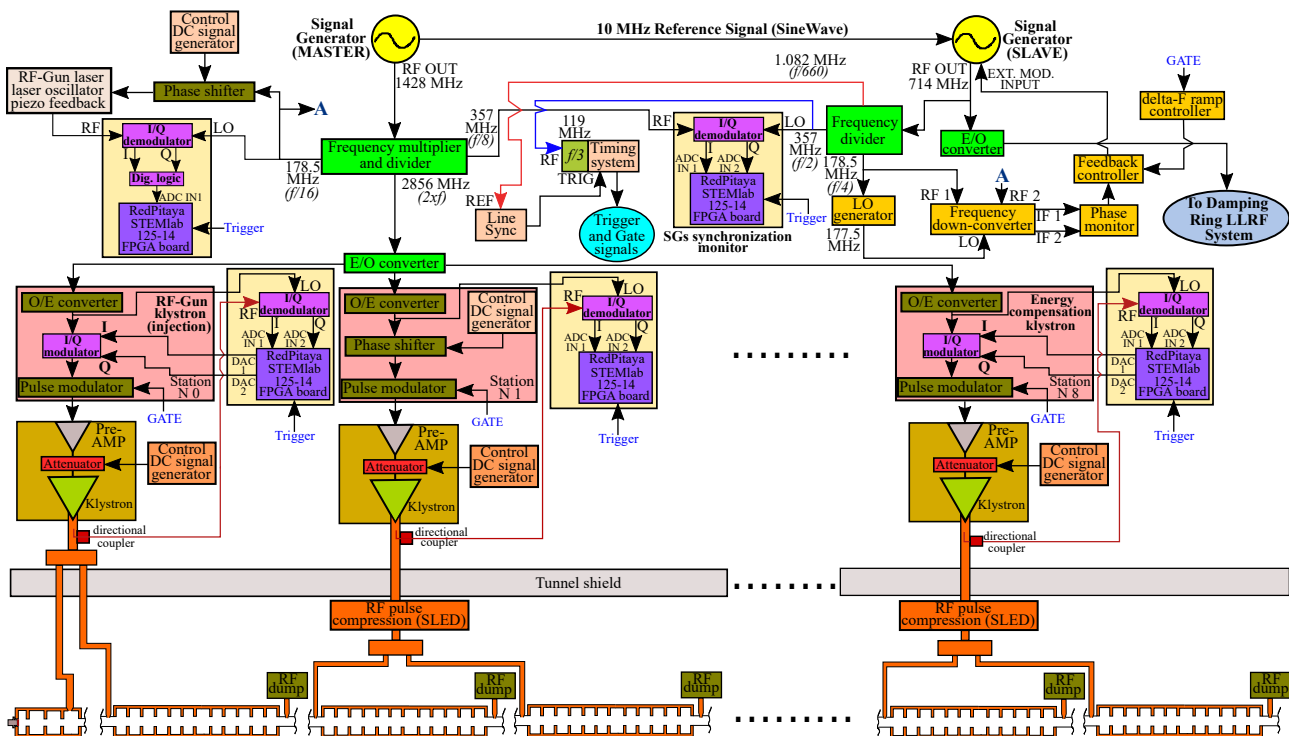 Control
DC signal
generator
Signal
Generator
(MASTER)
10 MHz Reference Signal (SineWave)
Signal
Generator
(SLAVE)
RF-Gun laser
laser oscillator
piezo feedback
Phase shifter
A
RF OUT
1428 MHz
1.082 MHz
(f/660)
RF OUT
714 MHz
EXT. MOD.
INPUT
GATE
delta-F ramp
controller
RF
I/Q
demodulator
LO
I
Q
Dig. logic
ADC IN1
RedPitaya
STEMlab
125-14
FPGA board
Trigger
178.5
MHz
(f/16)
Frequency multiplier
and divider
357
MHz
(f/8)
2856 MHz
(2xf)
119
MHz
RF
f/3
Timing
system
TRIG
REF
Line
Sync
Trigger
and Gate
signals
RF
I/Q
demodulator
LO
I
Q
ADC
IN 1
ADC
IN 2
RedPitaya
STEMlab
125-14
FPGA board
Trigger
SGs synchronization
monitor
357
MHz
(f/2)
Frequency
divider
178.5
MHz
(f/4)
LO
generator
177.5
MHz
E/O
converter
RF 1
A
RF 2
Frequency
down-converter
LO
IF 1
IF 2
Feedback
controller
Phase
monitor
To Damping
Ring LLRF
System
E/O converter
O/E converter
RF-Gun
klystron
(injection)
I/Q
modulator
I
Q
Pulse modulator
Station
N 0
GATE
LO
RF
I/Q
demodulator
I
Q
ADC
IN 1
ADC
IN 2
DAC
1
DAC
2
RedPitaya
STEMlab
125-14
FPGA board
Trigger
O/E converter
Phase shifter
Pulse modulator
Control
DC signal
generator
Station
N 1
GATE
LO
RF
I/Q
demodulator
I
Q
ADC
IN 1
ADC
IN 2
RedPitaya
STEMlab
125-14
FPGA board
Trigger
O/E converter
Energy
compensation
klystron
I/Q
modulator
I
Q
Pulse modulator
Station
N 8
GATE
LO
RF
I/Q
demodulator
I
Q
ADC
IN 1
ADC
IN 2
DAC
1
DAC
2
RedPitaya
STEMlab
125-14
FPGA board
Trigger
Pre-
AMP
Attenuator
Klystron
Control
DC signal
generator
directional
coupler
Pre-
AMP
Attenuator
Klystron
Control
DC signal
generator
directional
coupler
Pre-
AMP
Attenuator
Klystron
Control
DC signal
generator
directional
coupler
Tunnel shield
RF pulse
compression (SLED)
RF pulse
compression (SLED)
RF
dump
RF
dump
RF
dump
RF
dump
RF
dump